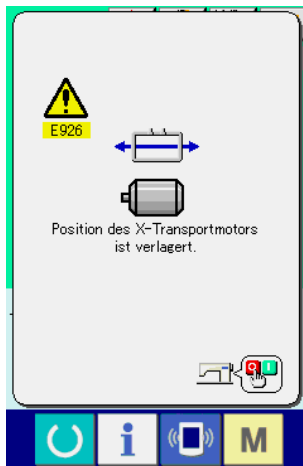 E926
Position des X-Transportmotors
ist verlagert.
i
M